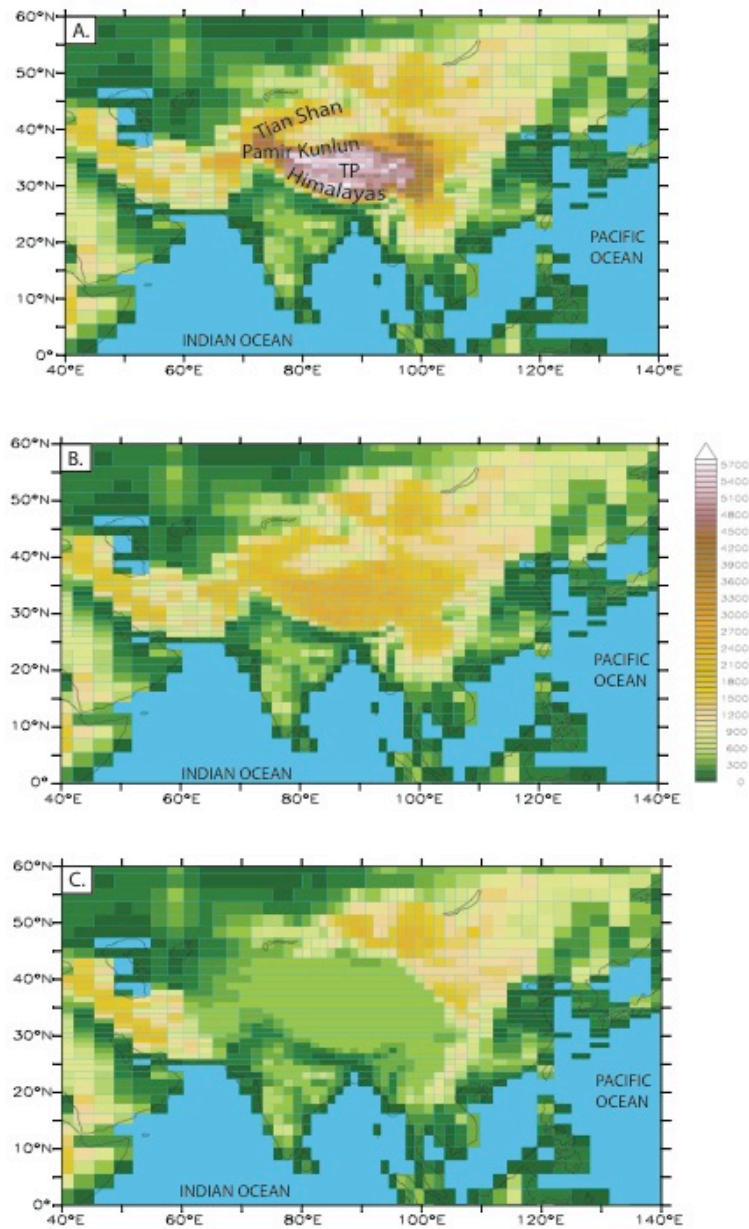 A.
60°N
50°N
40°N
30°N
20°N
10°N
0°
Tian Shan
Pamir Kunlun
TP
Himalayas
PACIFIC
OCEAN
INDIAN OCEAN
40°E
60°E
80°E
100°E
120°E
140°E
B.
60°N
50°N
40°N
30°N
20°N
10°N
0°
PACIFIC
OCEAN
INDIAN OCEAN
40°E
60°E
80°E
100°E
120°E
140°E
5700
5400
5100
4800
4500
4200
3900
3600
3300
3000
2700
2400
2100
1800
1500
1200
900
600
300
0
C.
60°N
50°N
40°N
30°N
20°N
10°N
0°
PACIFIC
OCEAN
INDIAN OCEAN
40°E
60°E
80°E
100°E
120°E
140°E